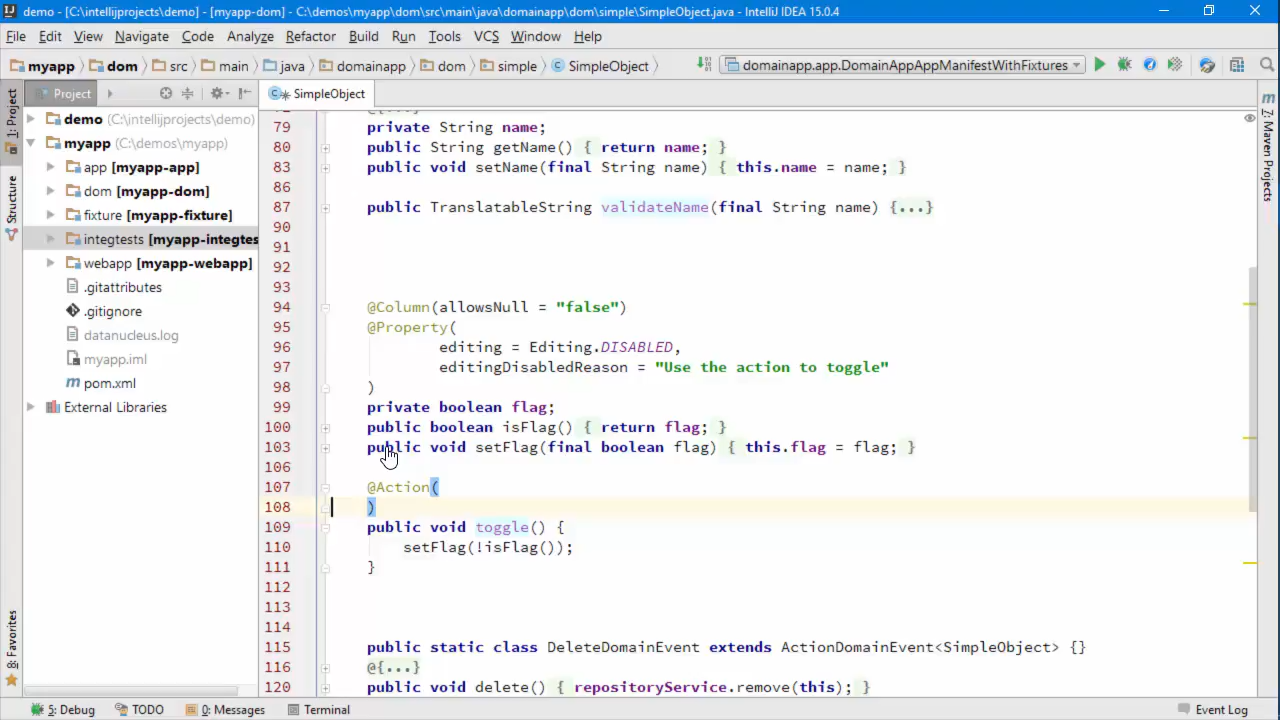 demo - [C:\intellijprojects\demo] - [myapp-dom] - C:\demos\myapp\dom\src\main\java\domainapp\dom\simple\SimpleObject.java - IntelliJ IDEA 15.0.4
File Edit View Navigate Code Analyze Refactor Build Run Tools VCS Window Help
myapp dom src main java domainapp dom simple SimpleObject domainapp.app.DomainAppAppManifestWithFixtures
Project SimpleObject
1: Project
Structure
8: Favorites
demo (C:\intellijprojects\demo)
myapp (C:\demos\myapp)
app [myapp-app]
dom [myapp-dom]
fixture [myapp-fixture]
integtests [myapp-integtes
webapp [myapp-webapp]
.gitattributes
.gitignore
datanucleus.log
myapp.iml
pom.xml
External Libraries
@{...}
79 private String name;
80 public String getName() { return name; }
83 public void setName(final String name) { this.name = name; }
86
87 public TranslatableString validateName(final String name) {...}
90
91
92
93
94 @Column(allowsNull = "false")
95 @Property(
96 editing = Editing.DISABLED,
97 editingDisabledReason = "Use the action to toggle"
98 )
99 private boolean flag;
100 public boolean isFlag() { return flag; }
103 public void setFlag(final boolean flag) { this.flag = flag; }
106
107 @Action(
108 )
109 public void toggle() {
110 setFlag(!isFlag());
111 }
112
113
114
115 public static class DeleteDomainEvent extends ActionDomainEvent<SimpleObject> {}
116 @{...}
120 public void delete() { repositoryService.remove(this); }
Maven Projects
5: Debug TODO 0: Messages Terminal Event Log